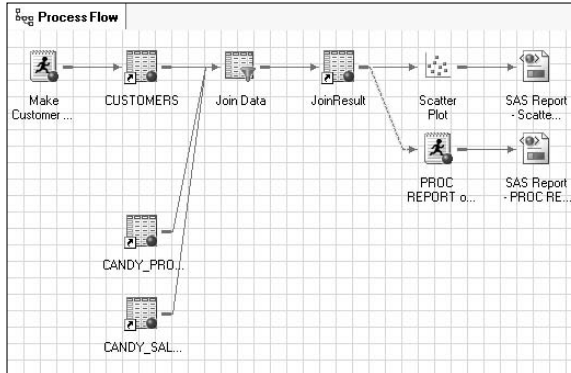 Process Flow
Make Customer ...
CUSTOMERS
Join Data
JoinResult
Scatter Plot
SAS Report - Scatte...
PROC REPORT o...
SAS Report - PROC RE...
CANDY_PRO...
CANDY_SAL...